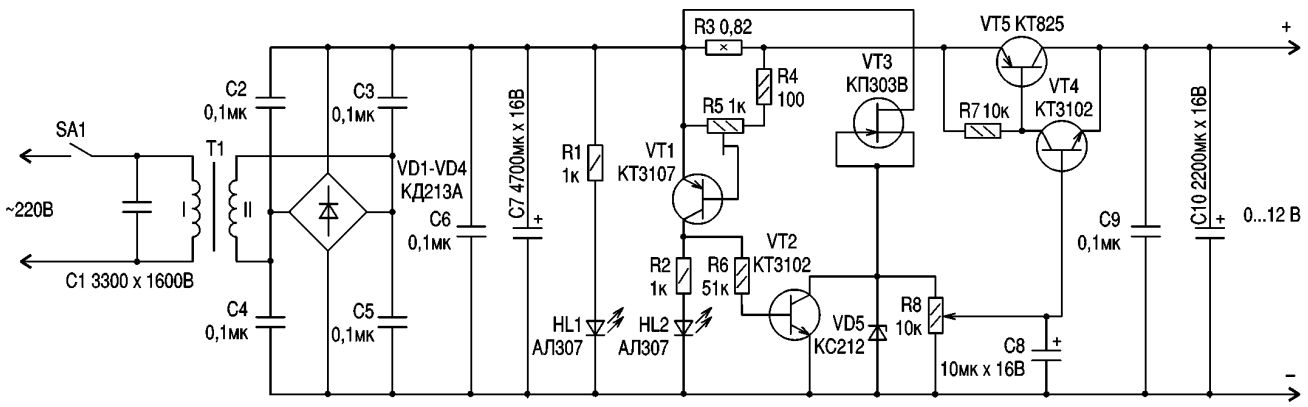 SA1
~220В
C1 3300 x 1600В
T1
I
II
C2
0,1мк
C3
0,1мк
VD1-VD4
КД213А
C4
0,1мк
C5
0,1мк
C6
0,1мк
C7 4700мк x 16В
+
R1
1к
HL1
АЛ307
R3 0,82
R4
100
R5 1к
VT1
КТ3107
R2
1к
R6
51к
HL2
АЛ307
VT2
КТ3102
VT3
КП303В
VD5
КС212
R8
10к
C8
+
10мк x 16В
VT5 КТ825
VT4
КТ3102
R7 10к
C9
0,1мк
C10 2200мк x 16В
+
+
0...12 В
−